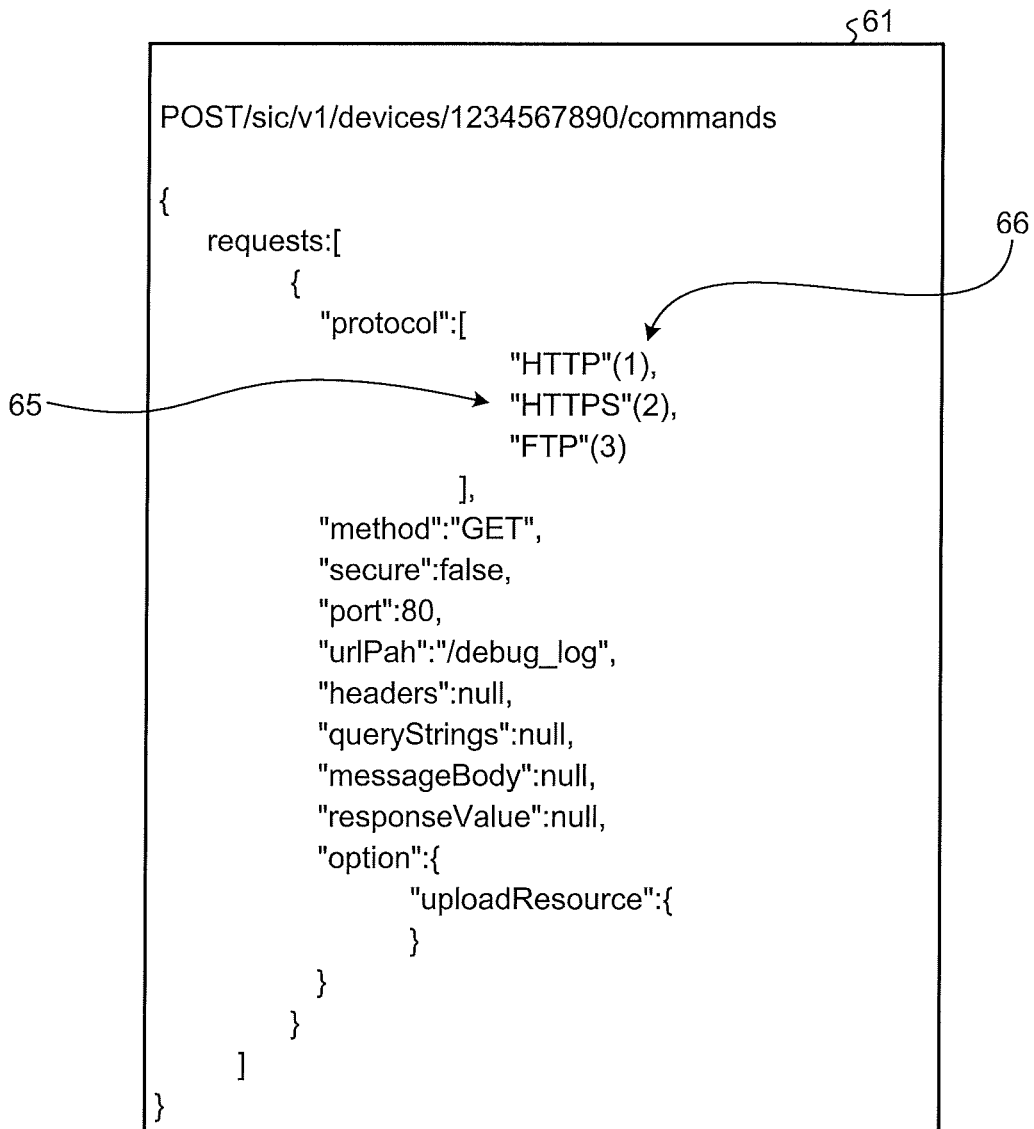 61
POST/sic/v1/devices/1234567890/commands
{
requests:[
66
{
"protocol":[
"HTTP"(1),
65
"HTTPS"(2),
"FTP"(3)
],
"method":"GET",
"secure":false,
"port":80,
"urlPah":"/debug_log",
"headers":null,
"queryStrings":null,
"messageBody":null,
"responseValue":null,
"option":{
"uploadResource":{
}
}
}
]
}